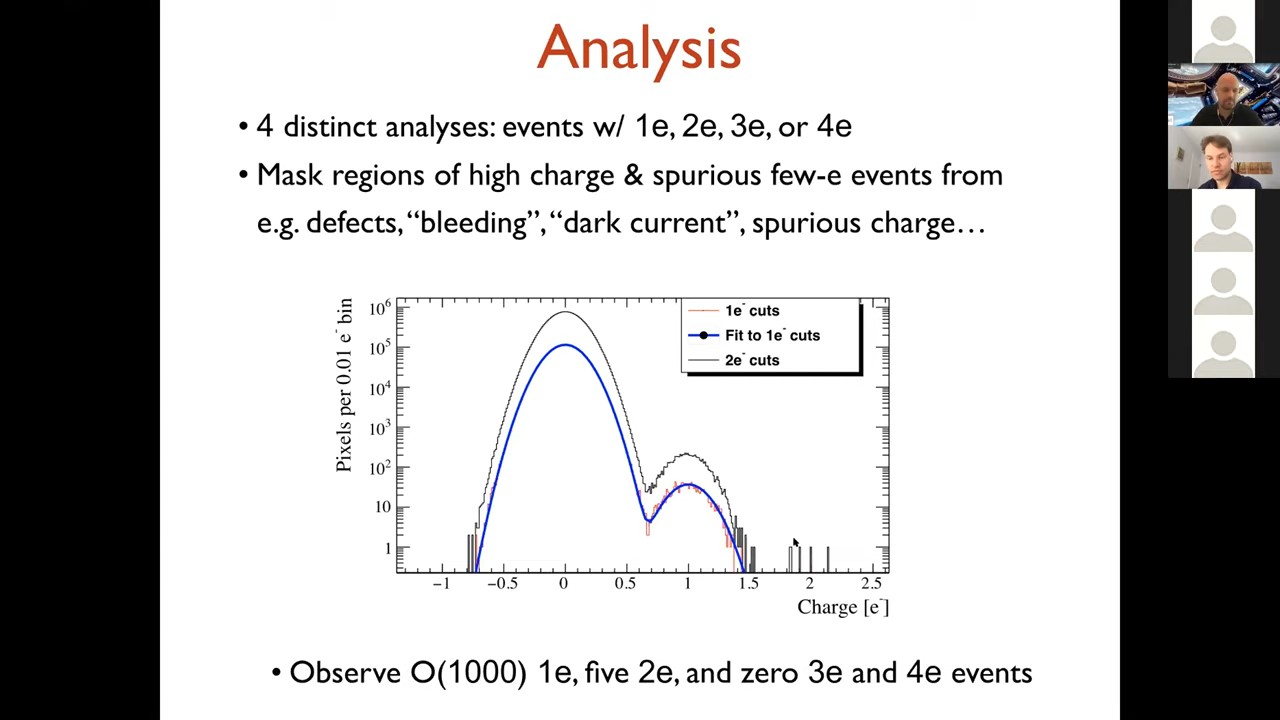 Analysis
• 4 distinct analyses: events w/ 1e, 2e, 3e, or 4e
• Mask regions of high charge & spurious few-e events from
e.g. defects, “bleeding”, “dark current”, spurious charge…
Pixels per 0.01 e⁻ bin
10⁶
10⁵
10⁴
10³
10²
10
1
1e⁻ cuts
Fit to 1e⁻ cuts
2e⁻ cuts
−1 −0.5 0 0.5 1 1.5 2 2.5
Charge [e⁻]
• Observe O(1000) 1e, five 2e, and zero 3e and 4e events